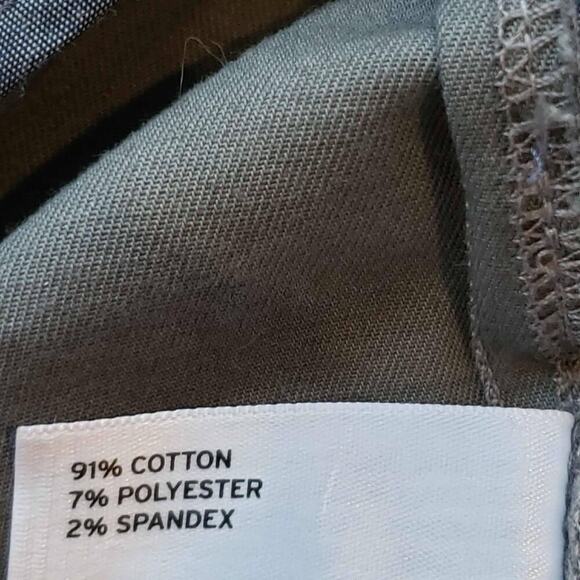 91% COTTON
7% POLYESTER
2% SPANDEX